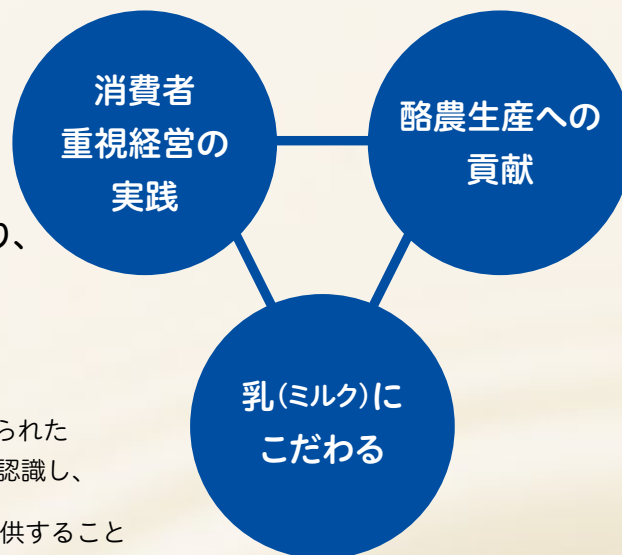 消費者
重視経営の
実践
酪農生産への
貢献
り、
乳(ミルク)に
こだわる
られた
認識し、
供すること